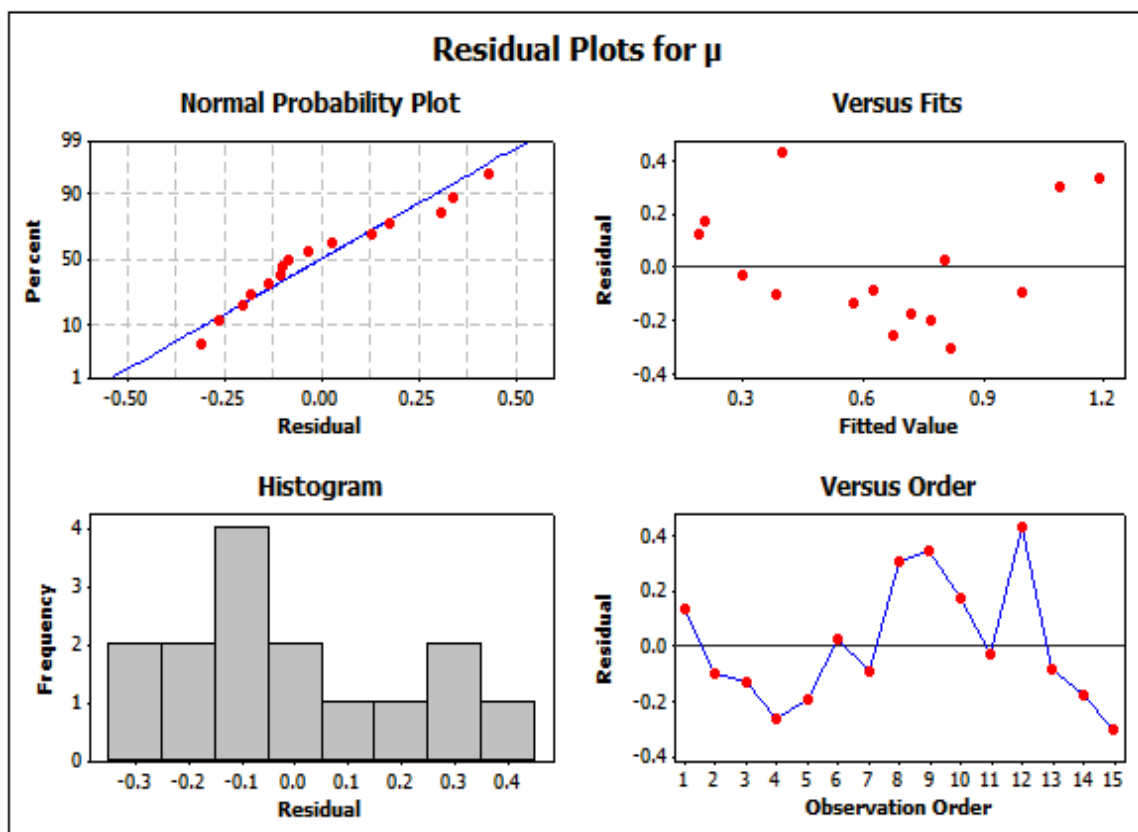 Residual Plots for μ
Normal Probability Plot
Percent
99
90
50
10
1
-0.50 -0.25 0.00 0.25 0.50
Residual
Versus Fits
Residual
0.4
0.2
0.0
-0.2
-0.4
0.3 0.6 0.9 1.2
Fitted Value
Histogram
Frequency
4
3
2
1
0
-0.3 -0.2 -0.1 0.0 0.1 0.2 0.3 0.4
Residual
Versus Order
Residual
0.4
0.2
0.0
-0.2
-0.4
1 2 3 4 5 6 7 8 9 10 11 12 13 14 15
Observation Order